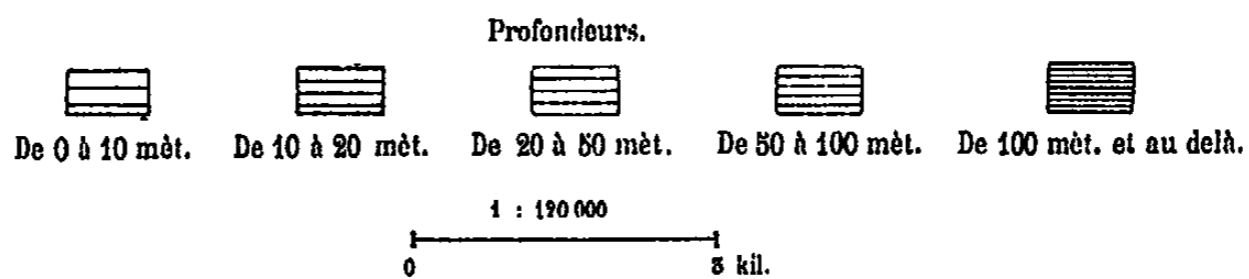 Profondeurs.
De 0 à 10 mèt. De 10 à 20 mèt. De 20 à 50 mèt. De 50 à 100 mèt. De 100 mèt. et au delà.
1 : 120 000
0 3 kil.